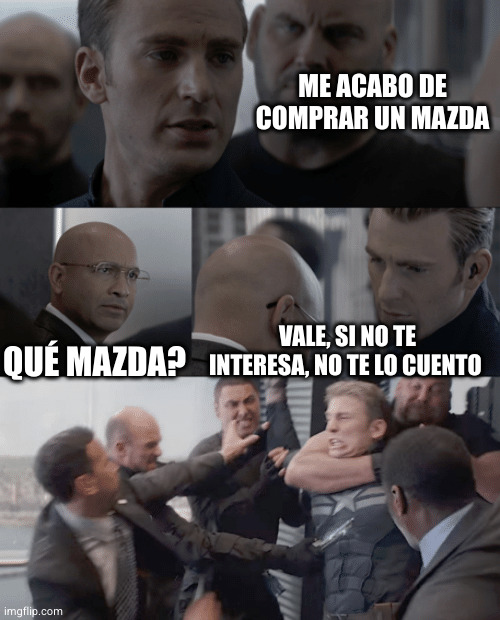 ME ACABO DE
COMPRAR UN MAZDA
QUÉ MAZDA?
VALE, SI NO TE
INTERESA, NO TE LO CUENTO
imgflip.com